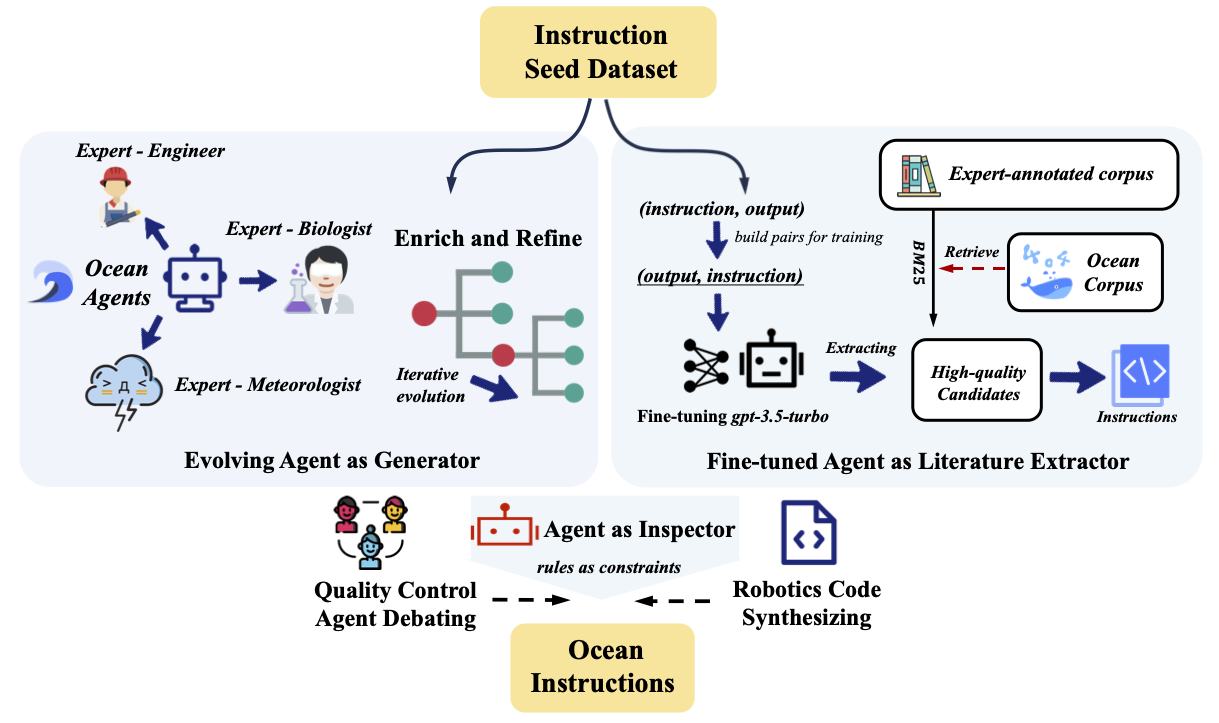 Instruction
Seed Dataset
Expert - Engineer
Expert - Biologist
Ocean
Agents
Expert - Meteorologist
Enrich and Refine
Iterative
evolution
Evolving Agent as Generator
(instruction, output)
build pairs for training
(output, instruction)
Fine-tuning gpt-3.5-turbo
Extracting
Expert-annotated corpus
BM25
Retrieve
Ocean
Corpus
High-quality
Candidates
Instructions
Fine-tuned Agent as Literature Extractor
Agent as Inspector
rules as constraints
Quality Control
Agent Debating
Robotics Code
Synthesizing
Ocean
Instructions